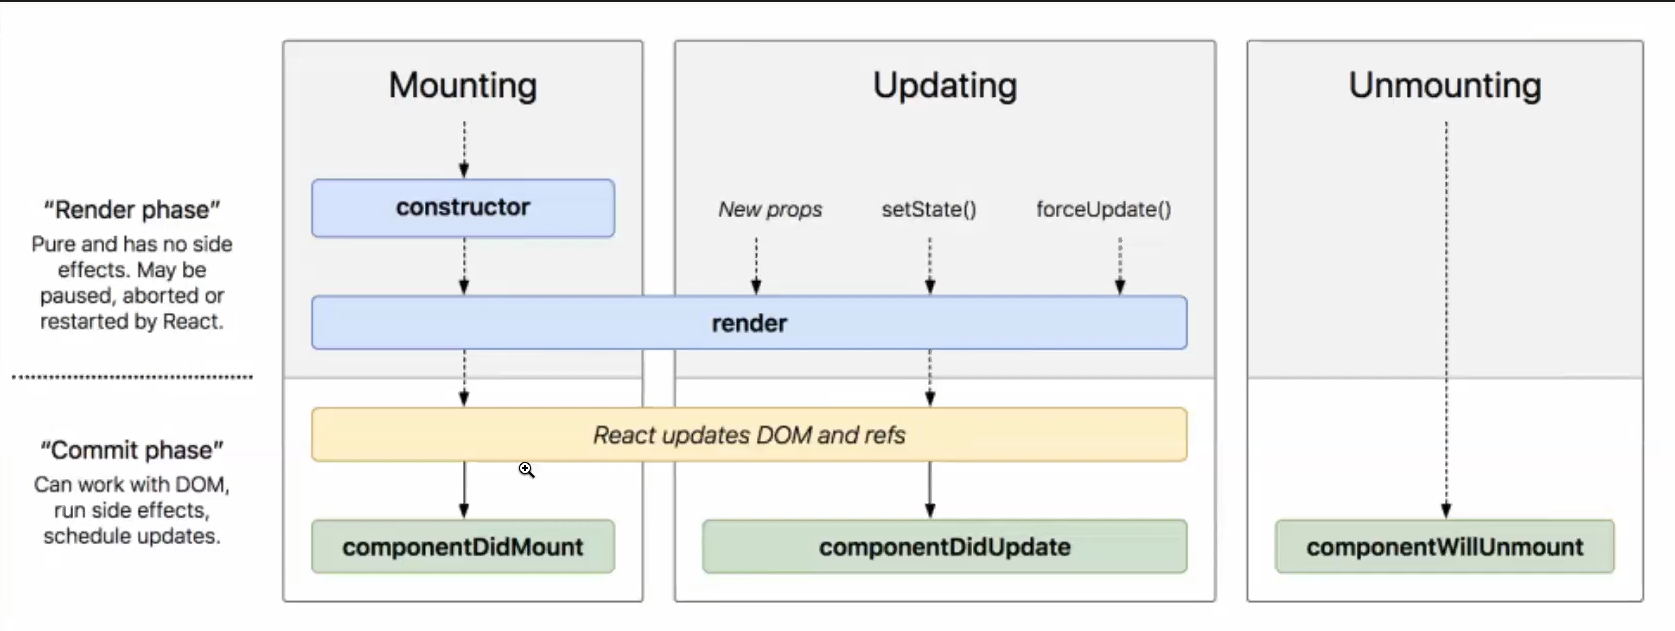 Mounting
Updating
Unmounting
“Render phase”
Pure and has no side
effects. May be
paused, aborted or
restarted by React.
constructor
New props
setState()
forceUpdate()
render
“Commit phase”
Can work with DOM,
run side effects,
schedule updates.
React updates DOM and refs
componentDidMount
componentDidUpdate
componentWillUnmount